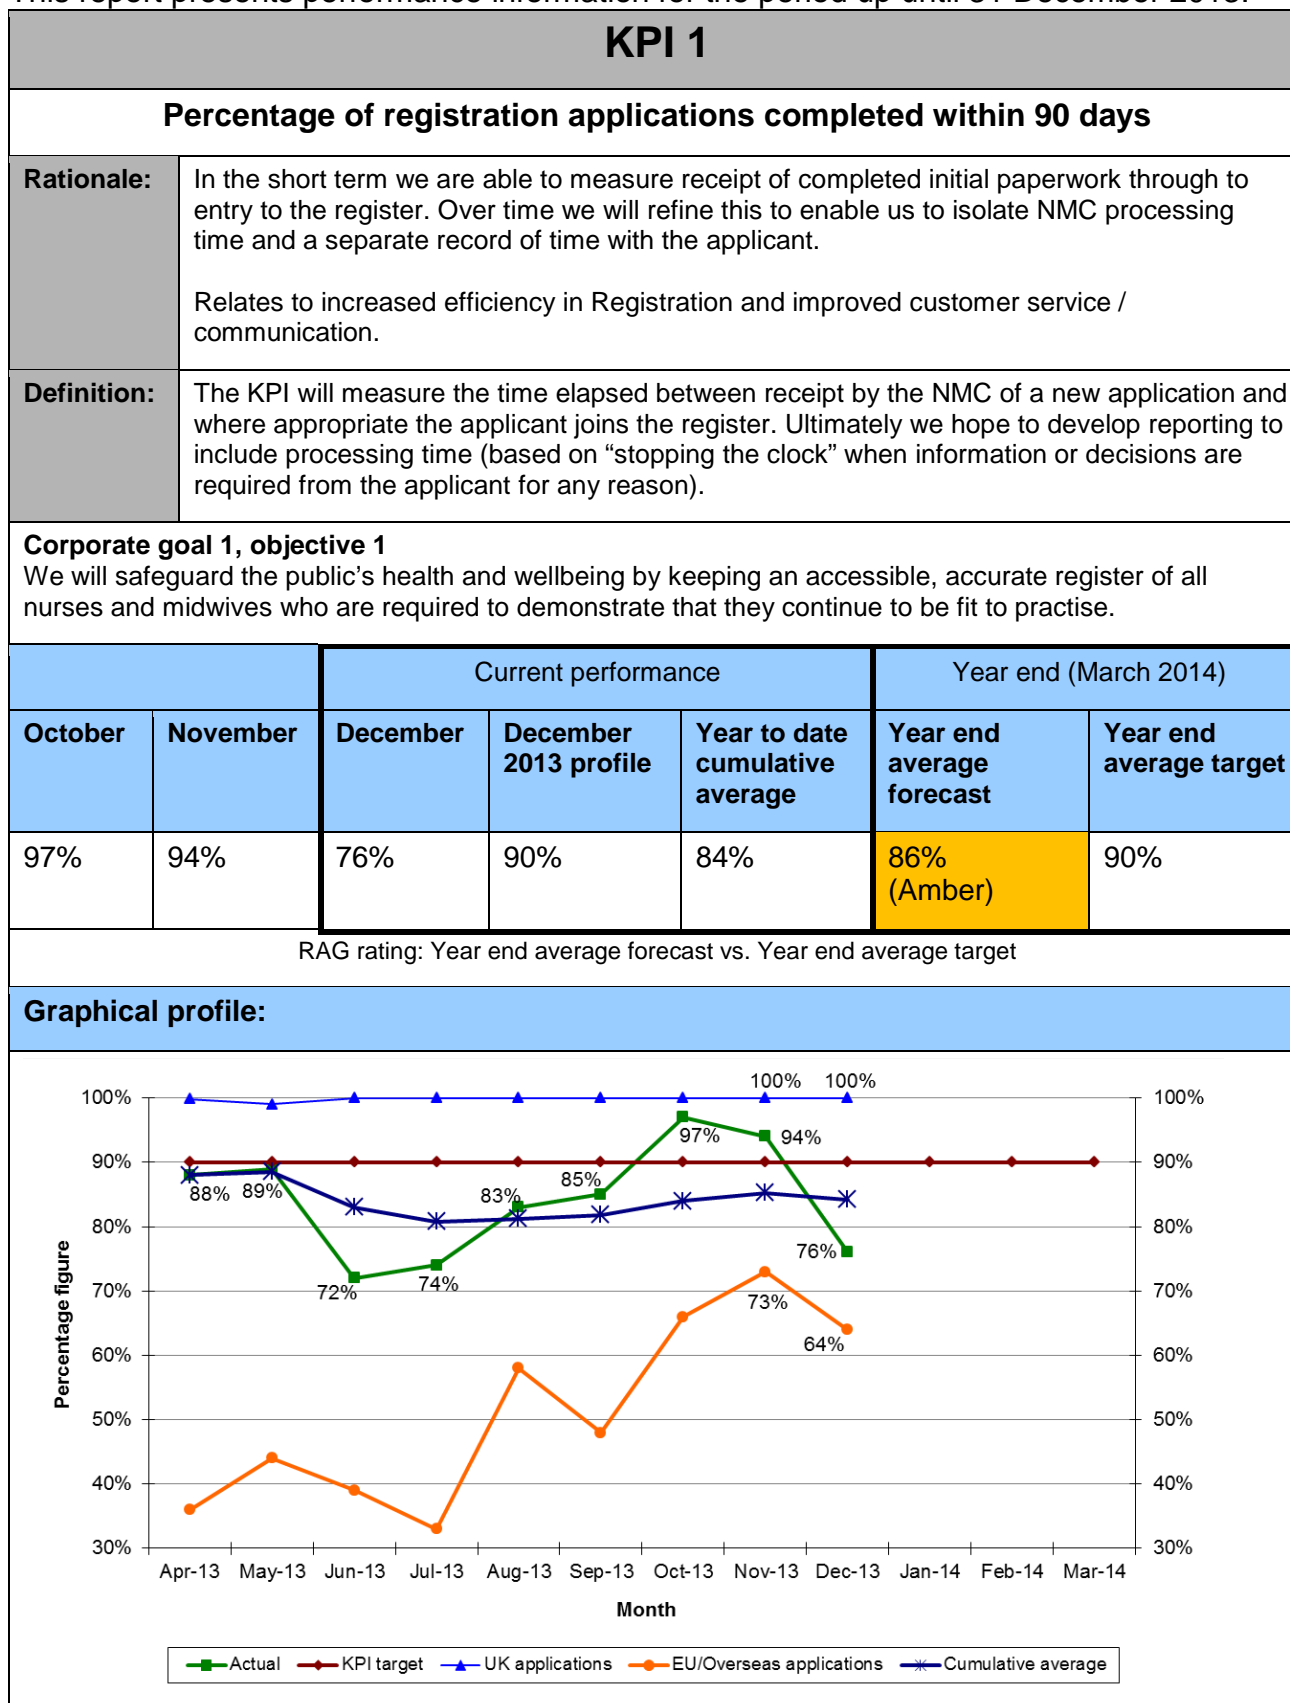 This report presents performance information for the period up until 31 December 2013.
KPI 1
Percentage of registration applications completed within 90 days
Rationale:
In the short term we are able to measure receipt of completed initial paperwork through to
entry to the register. Over time we will refine this to enable us to isolate NMC processing
time and a separate record of time with the applicant.
Relates to increased efficiency in Registration and improved customer service /
communication.
Definition:
The KPI will measure the time elapsed between receipt by the NMC of a new application and
where appropriate the applicant joins the register. Ultimately we hope to develop reporting to
include processing time (based on “stopping the clock” when information or decisions are
required from the applicant for any reason).
Corporate goal 1, objective 1
We will safeguard the public’s health and wellbeing by keeping an accessible, accurate register of all
nurses and midwives who are required to demonstrate that they continue to be fit to practise.
Current performance
Year end (March 2014)
October
November
December
December
2013 profile
Year to date
cumulative
average
Year end
average
forecast
Year end
average target
97%
94%
76%
90%
84%
86%
(Amber)
90%
RAG rating: Year end average forecast vs. Year end average target
Graphical profile:
100%
90%
80%
70%
60%
50%
40%
30%
Percentage figure
88%
89%
72%
74%
83%
85%
97%
94%
76%
100%
100%
73%
64%
100%
90%
80%
70%
60%
50%
40%
30%
Apr-13 May-13 Jun-13 Jul-13 Aug-13 Sep-13 Oct-13 Nov-13 Dec-13 Jan-14 Feb-14 Mar-14
Month
Actual KPI target UK applications EU/Overseas applications Cumulative average